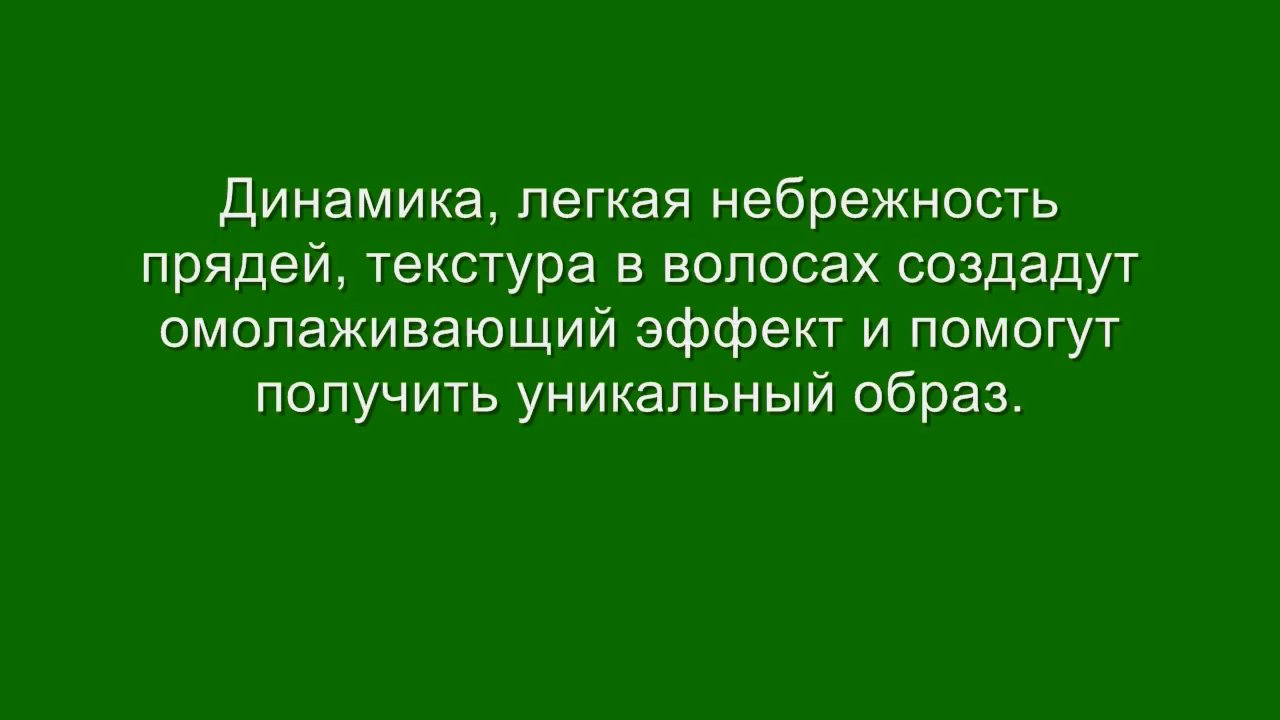 Динамика, легкая небрежность
прядей, текстура в волосах создадут
омолаживающий эффект и помогут
получить уникальный образ.